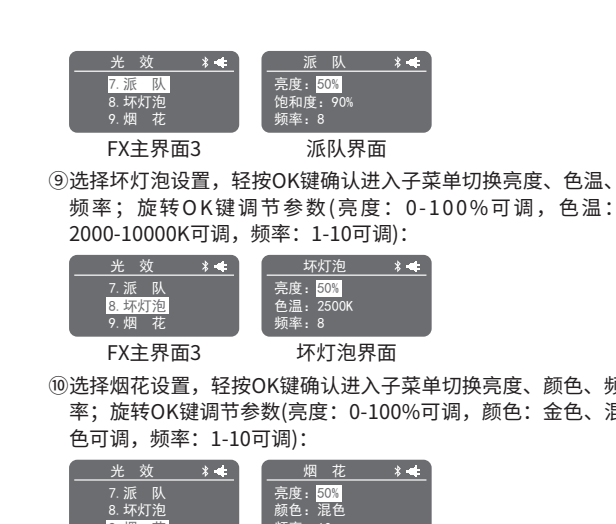 光 效
7.派 队
8.坏灯泡
9.烟 花
派 队
亮度：50%
饱和度：90%
频率：8
FX主界面3
派队界面
⑨选择坏灯泡设置，轻按OK键确认进入子菜单切换亮度、色温、
频率；旋转OK键调节参数(亮度：0-100%可调，色温：
2000-10000K可调，频率：1-10可调)：
光 效
7.派 队
8.坏灯泡
9.烟 花
坏灯泡
亮度：50%
色温：2500K
频率：8
FX主界面3
坏灯泡界面
⑩选择烟花设置，轻按OK键确认进入子菜单切换亮度、颜色、频
率；旋转OK键调节参数(亮度：0-100%可调，颜色：金色、混
色可调，频率：1-10可调)：
光 效
7.派 队
8.坏灯泡
烟 花
亮度：50%
颜色：混色